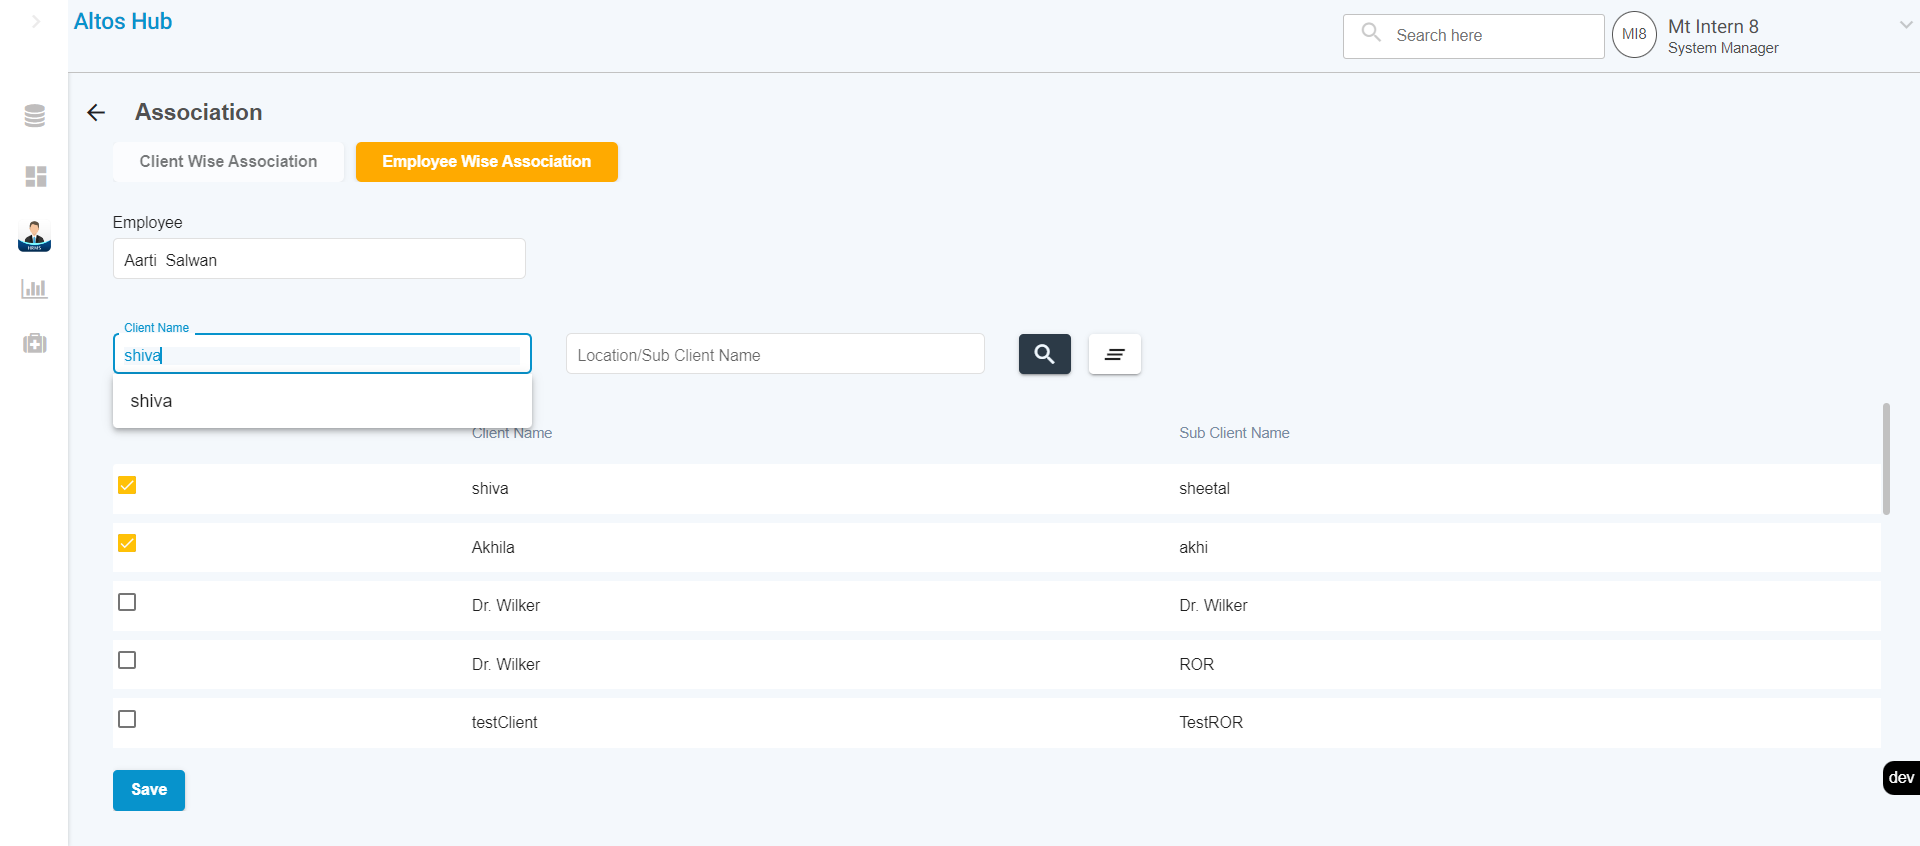 Altos Hub
Search here
MI8
Mt Intern 8
System Manager
Association
Client Wise Association
Employee Wise Association
Employee
Aarti  Salwan
Client Name
shiva
Location/Sub Client Name
shiva
Client Name
Sub Client Name
shiva
sheetal
Akhila
akhi
Dr. Wilker
Dr. Wilker
Dr. Wilker
ROR
testClient
TestROR
Save
dev
HRMS